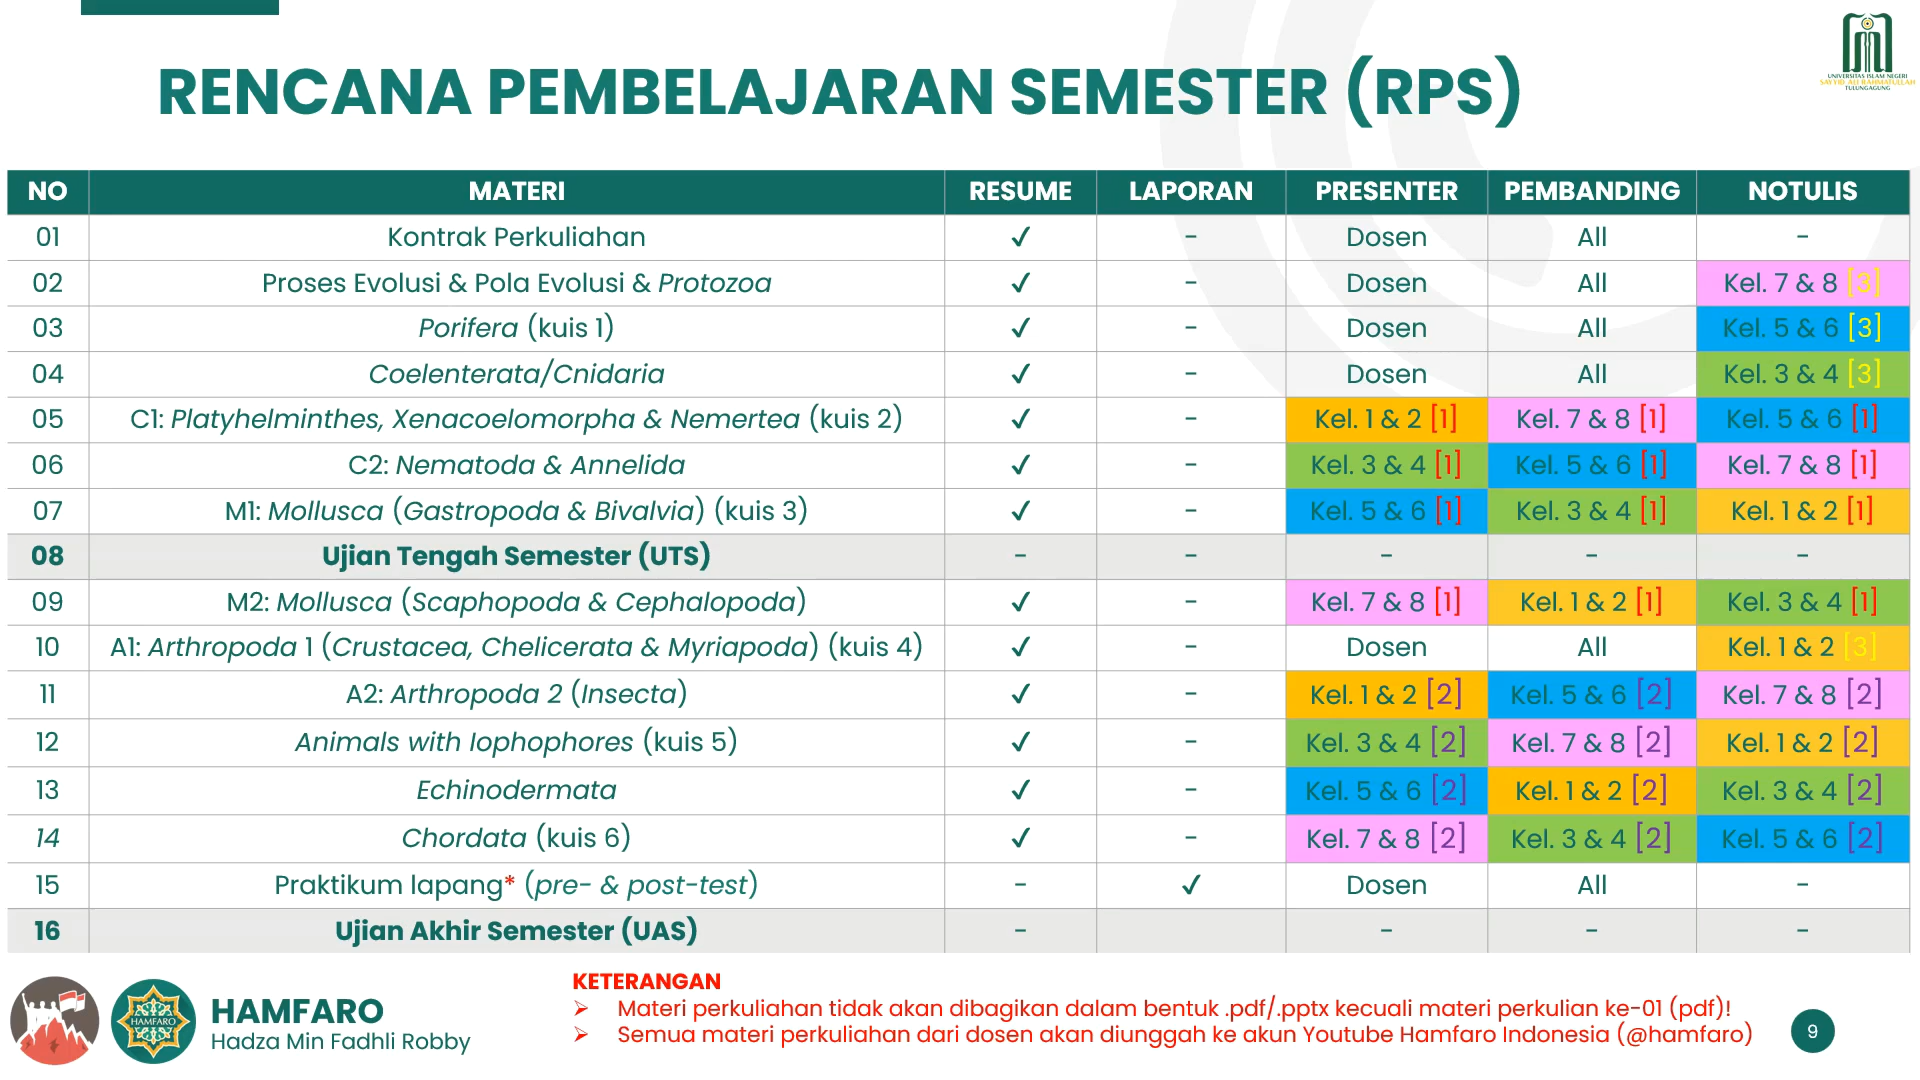 UNIVERSITAS ISLAM NEGERI
SAYYID ALI RAHMATULLAH
TULUNGAGUNG
RENCANA PEMBELAJARAN SEMESTER (RPS)
NO MATERI RESUME LAPORAN PRESENTER PEMBANDING NOTULIS
01 Kontrak Perkuliahan ✓ - Dosen All -
02 Proses Evolusi & Pola Evolusi & Protozoa ✓ - Dosen All Kel. 7 & 8 [3]
03 Porifera (kuis 1) ✓ - Dosen All Kel. 5 & 6 [3]
04 Coelenterata/Cnidaria ✓ - Dosen All Kel. 3 & 4 [3]
05 C1: Platyhelminthes, Xenacoelomorpha & Nemertea (kuis 2) ✓ - Kel. 1 & 2 [1] Kel. 7 & 8 [1] Kel. 5 & 6 [1]
06 C2: Nematoda & Annelida ✓ - Kel. 3 & 4 [1] Kel. 5 & 6 [1] Kel. 7 & 8 [1]
07 M1: Mollusca (Gastropoda & Bivalvia) (kuis 3) ✓ - Kel. 5 & 6 [1] Kel. 3 & 4 [1] Kel. 1 & 2 [1]
08 Ujian Tengah Semester (UTS) - - - - -
09 M2: Mollusca (Scaphopoda & Cephalopoda) ✓ - Kel. 7 & 8 [1] Kel. 1 & 2 [1] Kel. 3 & 4 [1]
10 A1: Arthropoda 1 (Crustacea, Chelicerata & Myriapoda) (kuis 4) ✓ - Dosen All Kel. 1 & 2 [3]
11 A2: Arthropoda 2 (Insecta) ✓ - Kel. 1 & 2 [2] Kel. 5 & 6 [2] Kel. 7 & 8 [2]
12 Animals with lophophores (kuis 5) ✓ - Kel. 3 & 4 [2] Kel. 7 & 8 [2] Kel. 1 & 2 [2]
13 Echinodermata ✓ - Kel. 5 & 6 [2] Kel. 1 & 2 [2] Kel. 3 & 4 [2]
14 Chordata (kuis 6) ✓ - Kel. 7 & 8 [2] Kel. 3 & 4 [2] Kel. 5 & 6 [2]
15 Praktikum lapang* (pre- & post-test) - ✓ Dosen All -
16 Ujian Akhir Semester (UAS) - - - - -
HAMFARO
HAMFARO
Hadza Min Fadhli Robby
KETERANGAN
➢ Materi perkuliahan tidak akan dibagikan dalam bentuk .pdf/.pptx kecuali materi perkulian ke-01 (pdf)!
➢ Semua materi perkuliahan dari dosen akan diunggah ke akun Youtube Hamfaro Indonesia (@hamfaro)
9